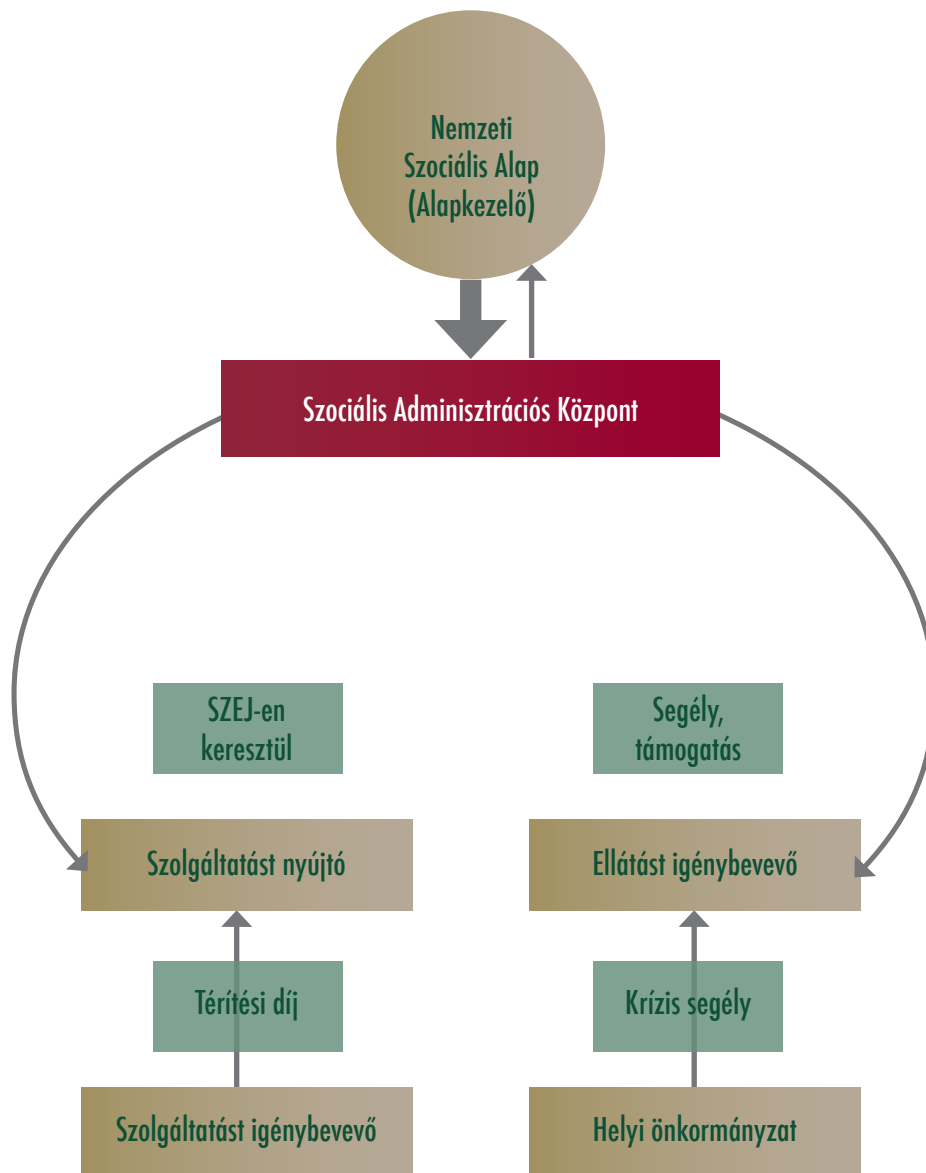 Nemzeti
Szociális Alap
(Alapkezelő)
Szociális Adminisztrációs Központ
SZEJ-en
keresztül
Segély,
támogatás
Szolgáltatást nyújtó
Ellátást igénybevevő
Térítési díj
Krízis segély
Szolgáltatást igénybevevő
Helyi önkormányzat